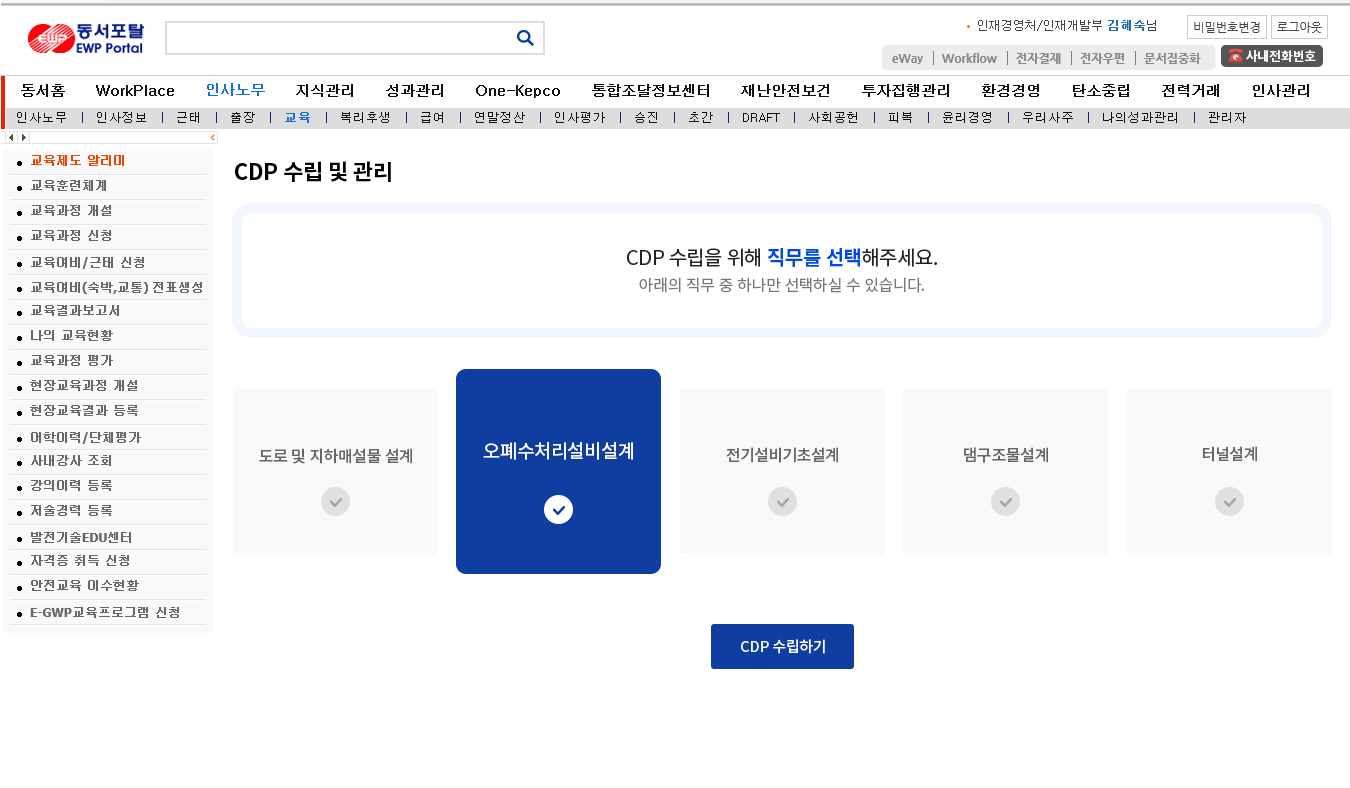 동서포탈
EWP Portal
EWP
인재경영처/인재개발부 김혜숙님
비밀번호변경
로그아웃
eWay | Workflow | 전자결재 | 전자우편 | 문서집중화
사내전화번호
동서홈 WorkPlace 인사노무 지식관리 성과관리 One-Kepco 통합조달정보센터 재난안전보건 투자집행관리 환경경영 탄소중립 전력거래 인사관리
인사노무 | 인사정보 | 근태 | 출장 | 교육 | 복리후생 | 급여 | 연말정산 | 인사평가 | 승진 | 초간 | DRAFT | 사회공헌 | 피복 | 윤리경영 | 우리사주 | 나의성과관리 | 관리자
교육제도 알리미
교육훈련체계
교육과정 개설
교육과정 신청
교육여비/근태 신청
교육여비(숙박,교통) 전표생성
교육결과보고서
나의 교육현황
교육과정 평가
현장교육과정 개설
현장교육결과 등록
어학이력/단체평가
사내강사 조회
강의이력 등록
저술경력 등록
발전기술EDU센터
자격증 취득 신청
안전교육 이수현황
E-GWP교육프로그램 신청
CDP 수립 및 관리
CDP 수립을 위해 직무를 선택해주세요.
아래의 직무 중 하나만 선택하실 수 있습니다.
도로 및 지하매설물 설계
오폐수처리설비설계
전기설비기초설계
댐구조물설계
터널설계
CDP 수립하기